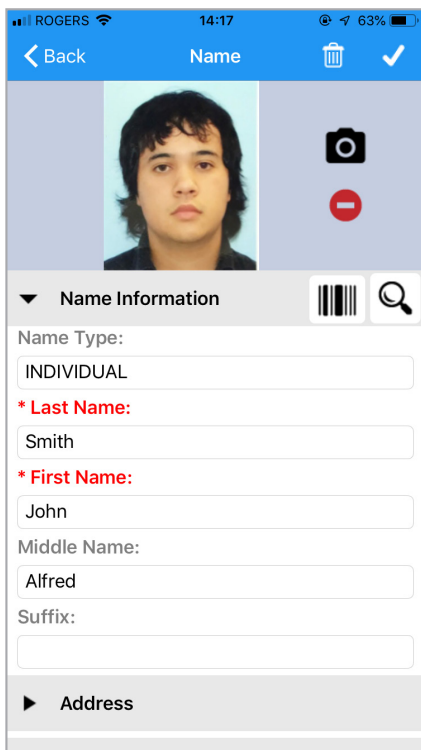 ROGERS 14:17 63%
Back Name
Name Information
Name Type:
INDIVIDUAL
* Last Name:
Smith
* First Name:
John
Middle Name:
Alfred
Suffix:
Address